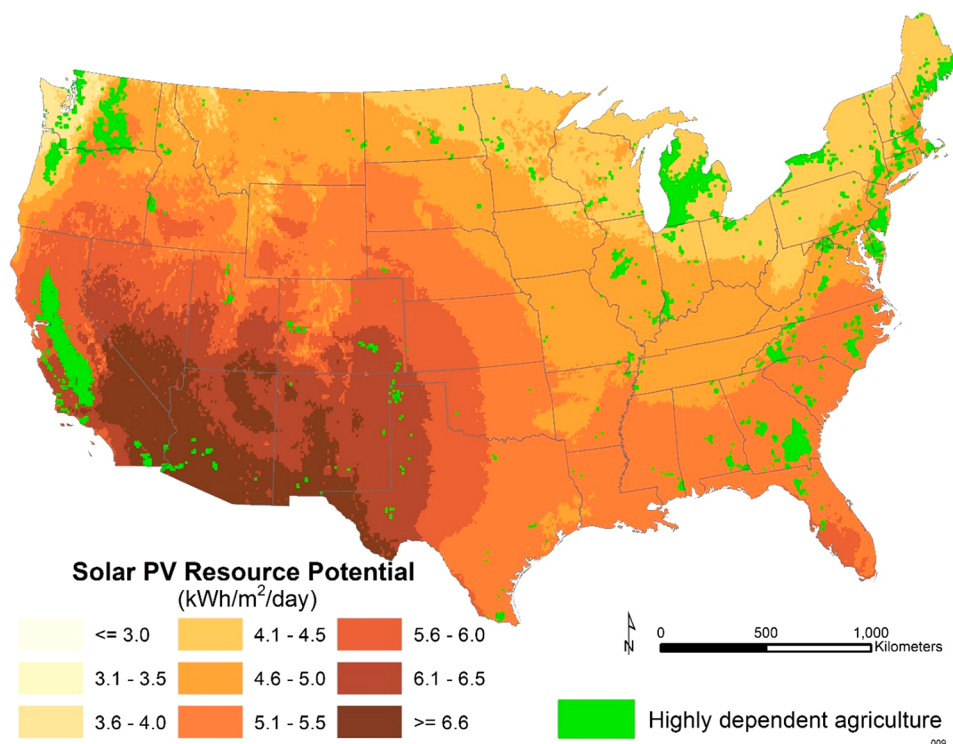 Solar PV Resource Potential
(kWh/m²/day)
<= 3.0
4.1 - 4.5
5.6 - 6.0
3.1 - 3.5
4.6 - 5.0
6.1 - 6.5
3.6 - 4.0
5.1 - 5.5
>= 6.6
N
0 500 1,000
Kilometers
Highly dependent agriculture
009